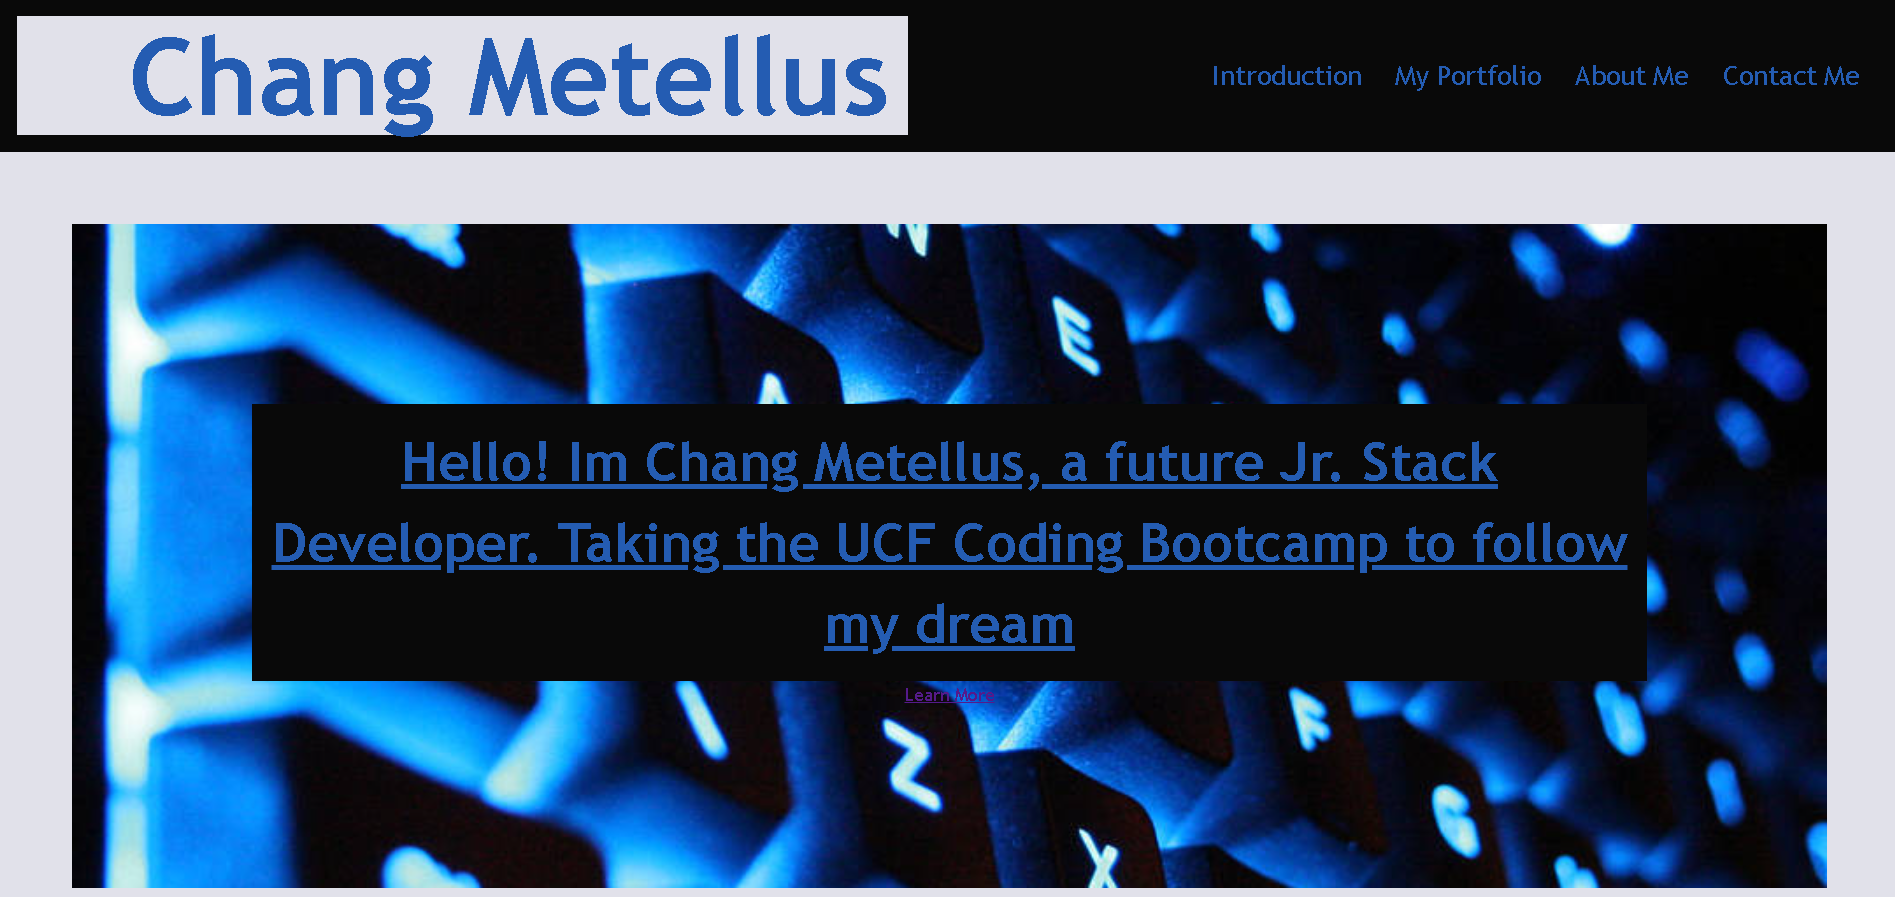 Chang Metellus
Introduction My Portfolio About Me Contact Me
N
E
Hello! Im Chang Metellus, a future Jr. Stack
Developer. Taking the UCF Coding Bootcamp to follow
my dream
Learn More
Z
F
X
C